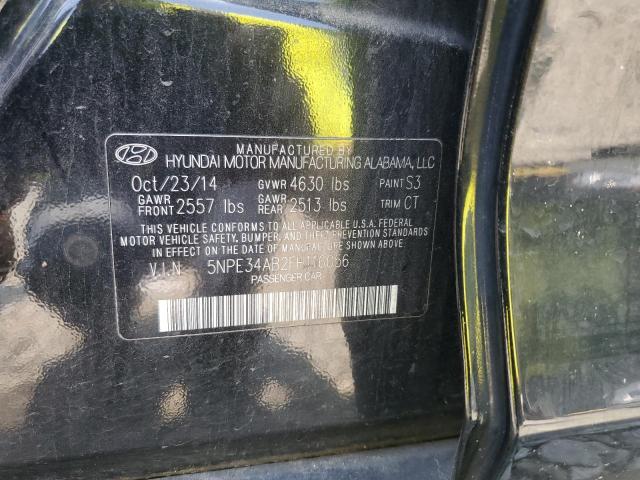 MANUFACTURED BY
HYUNDAI MOTOR MANUFACTURING ALABAMA, LLC
Oct/23/14 GVWR 4630 lbs PAINT S3
GAWR FRONT 2557 lbs GAWR REAR 2513 lbs TRIM CT
THIS VEHICLE CONFORMS TO ALL APPLICABLE U.S.A. FEDERAL
MOTOR VEHICLE SAFETY, BUMPER, AND THEFT PREVENTION STANDARDS
IN EFFECT ON THE DATE OF MANUFACTURE SHOWN ABOVE.
V.I.N
PASSENGER CAR